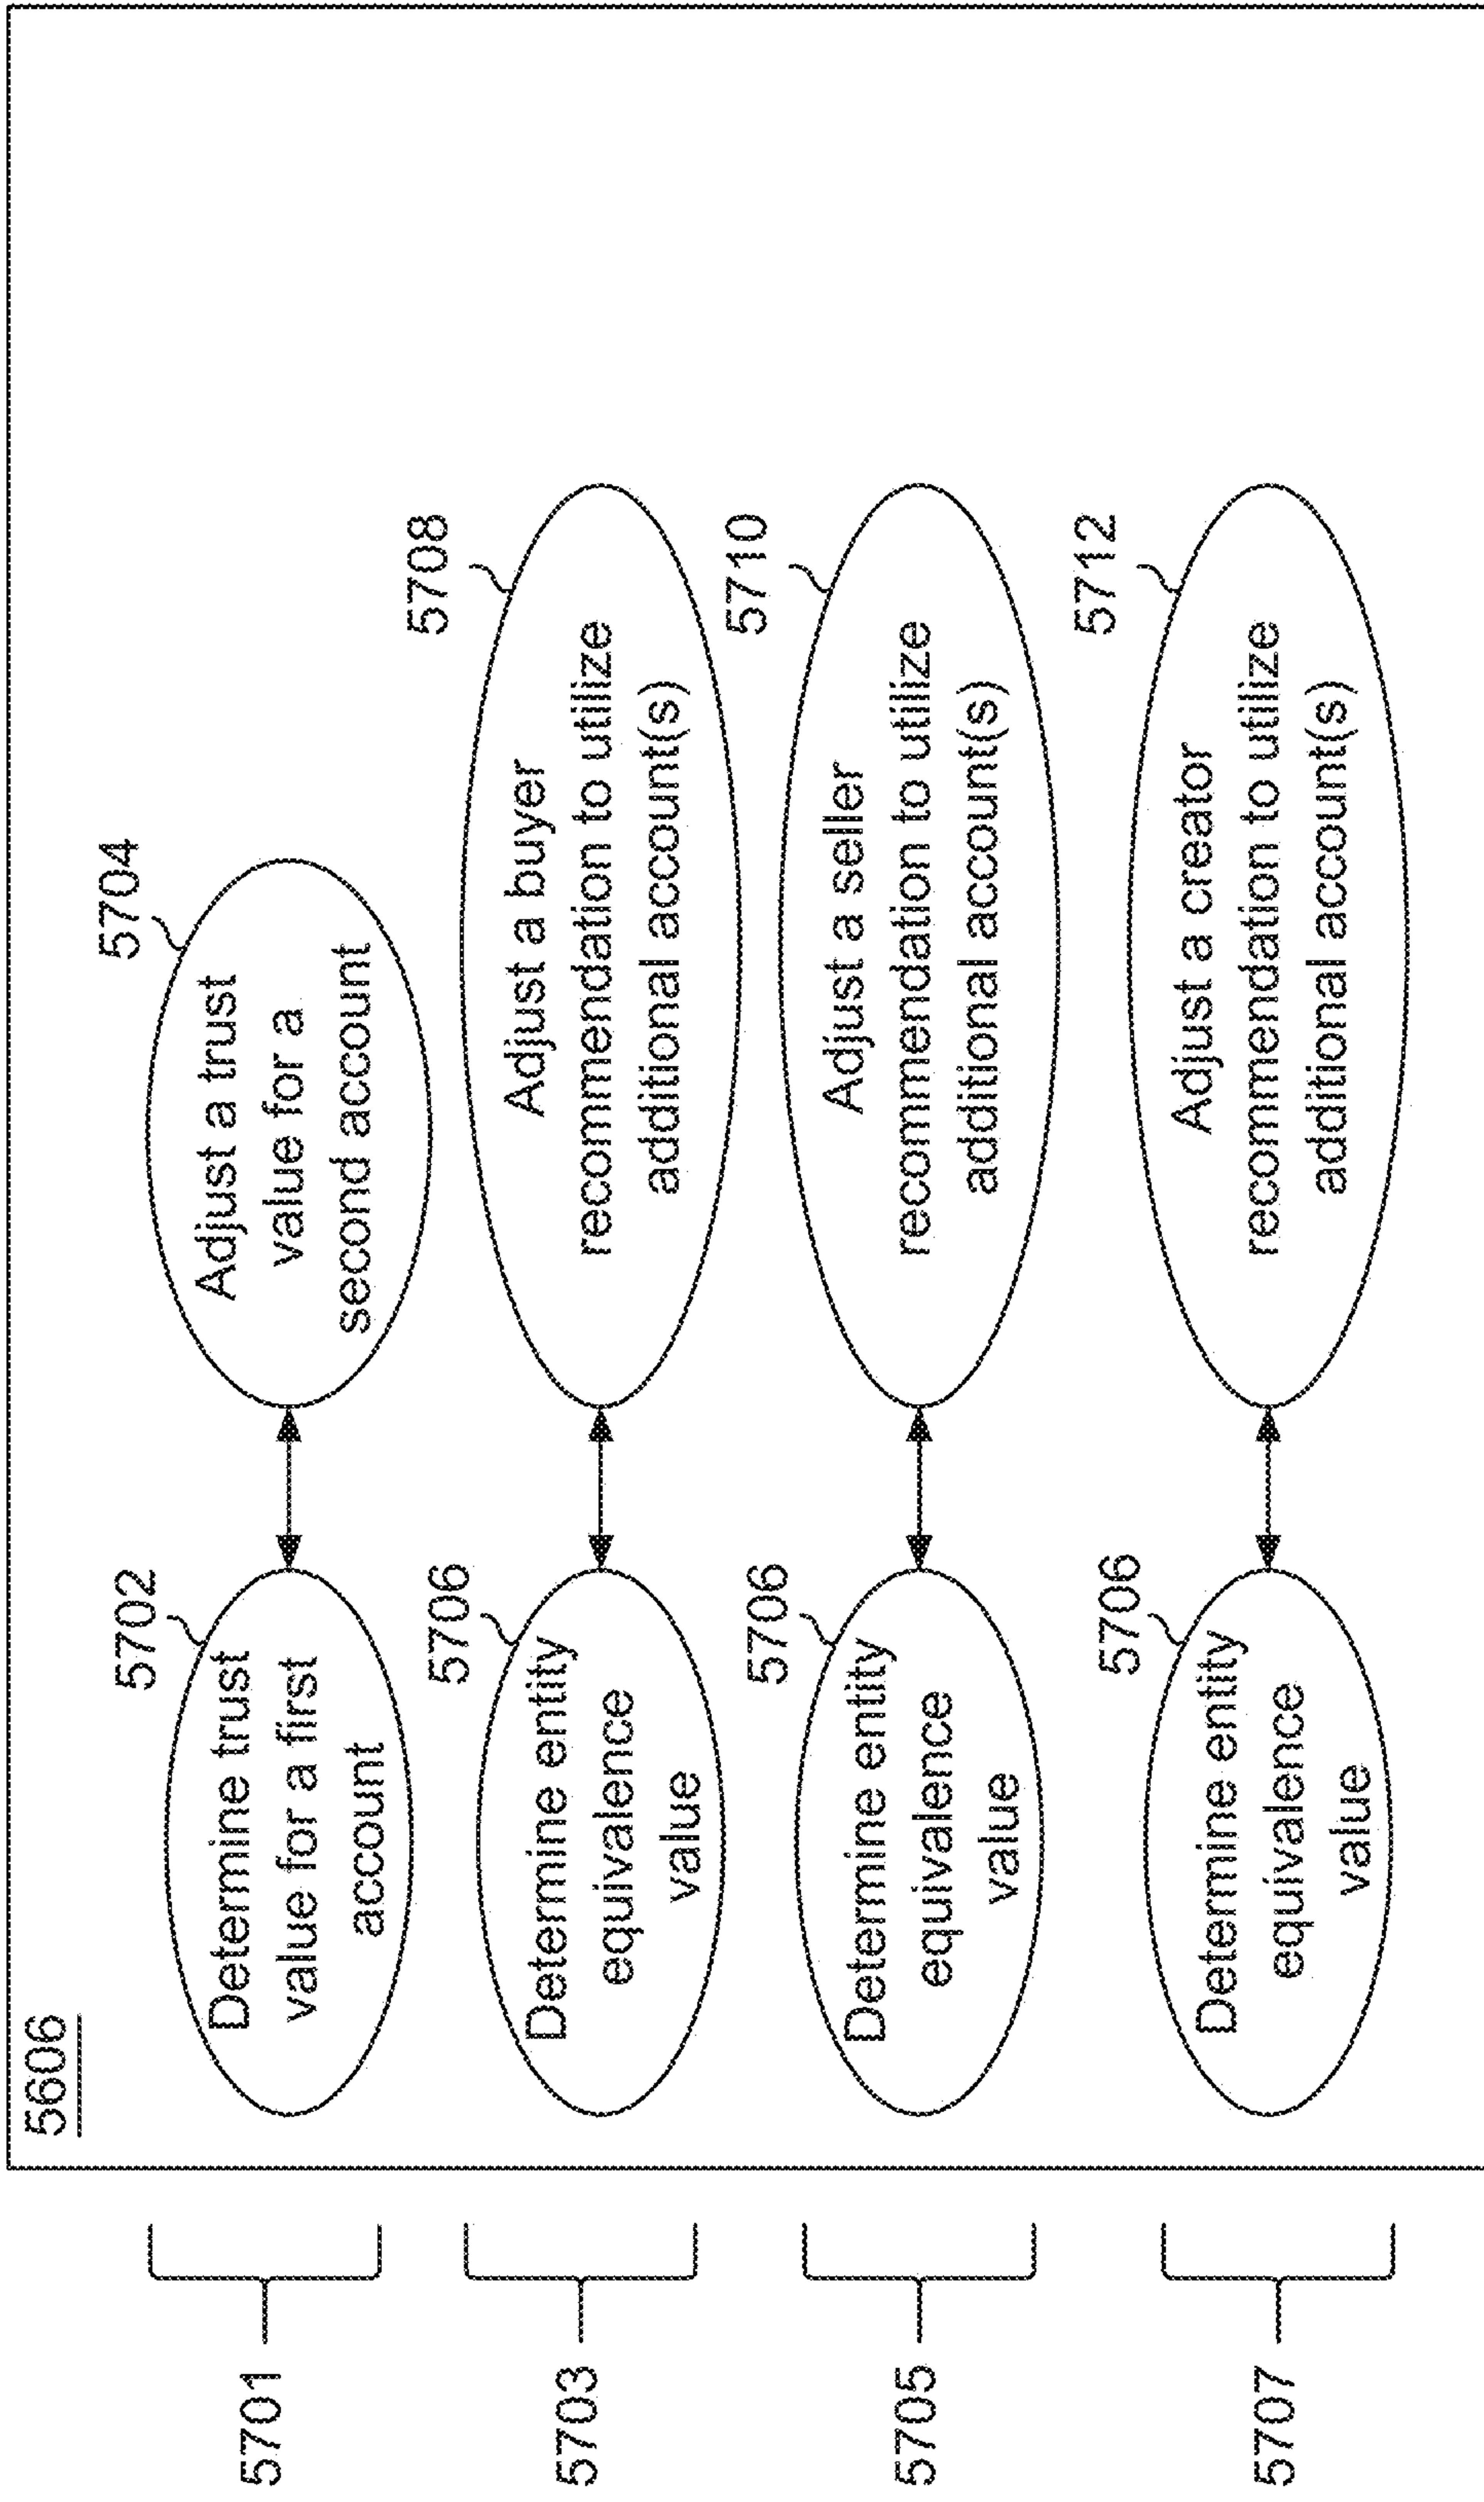 5606
5701
5702
Determine trust
value for a first
account
5704
Adjust a trust
value for a
second account
5703
5706
Determine entity
equivalence
value
5708
Adjust a buyer
recommendation to utilize
additional account(s)
5705
5706
Determine entity
equivalence
value
5710
Adjust a seller
recommendation to utilize
additional account(s)
5707
5706
Determine entity
equivalence
value
5712
Adjust a creator
recommendation to utilize
additional account(s)